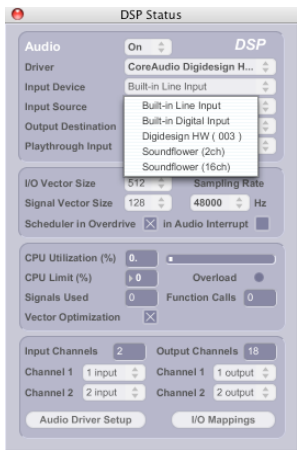 DSP Status
Audio On DSP
Driver CoreAudio Digidesign H...
Input Device Built-in Line Input
Input Source
Built-in Line Input
Built-in Digital Input
Output Destination
Digidesign HW ( 003 )
Playthrough Input
Soundflower (2ch)
Soundflower (16ch)
I/O Vector Size 512 Sampling Rate
Signal Vector Size 128 48000 Hz
Scheduler in Overdrive in Audio Interrupt
CPU Utilization (%) 0.
CPU Limit (%) 0 Overload
Signals Used 0 Function Calls 0
Vector Optimization
Input Channels 2 Output Channels 18
Channel 1 1 input Channel 1 1 output
Channel 2 2 input Channel 2 2 output
Audio Driver Setup I/O Mappings